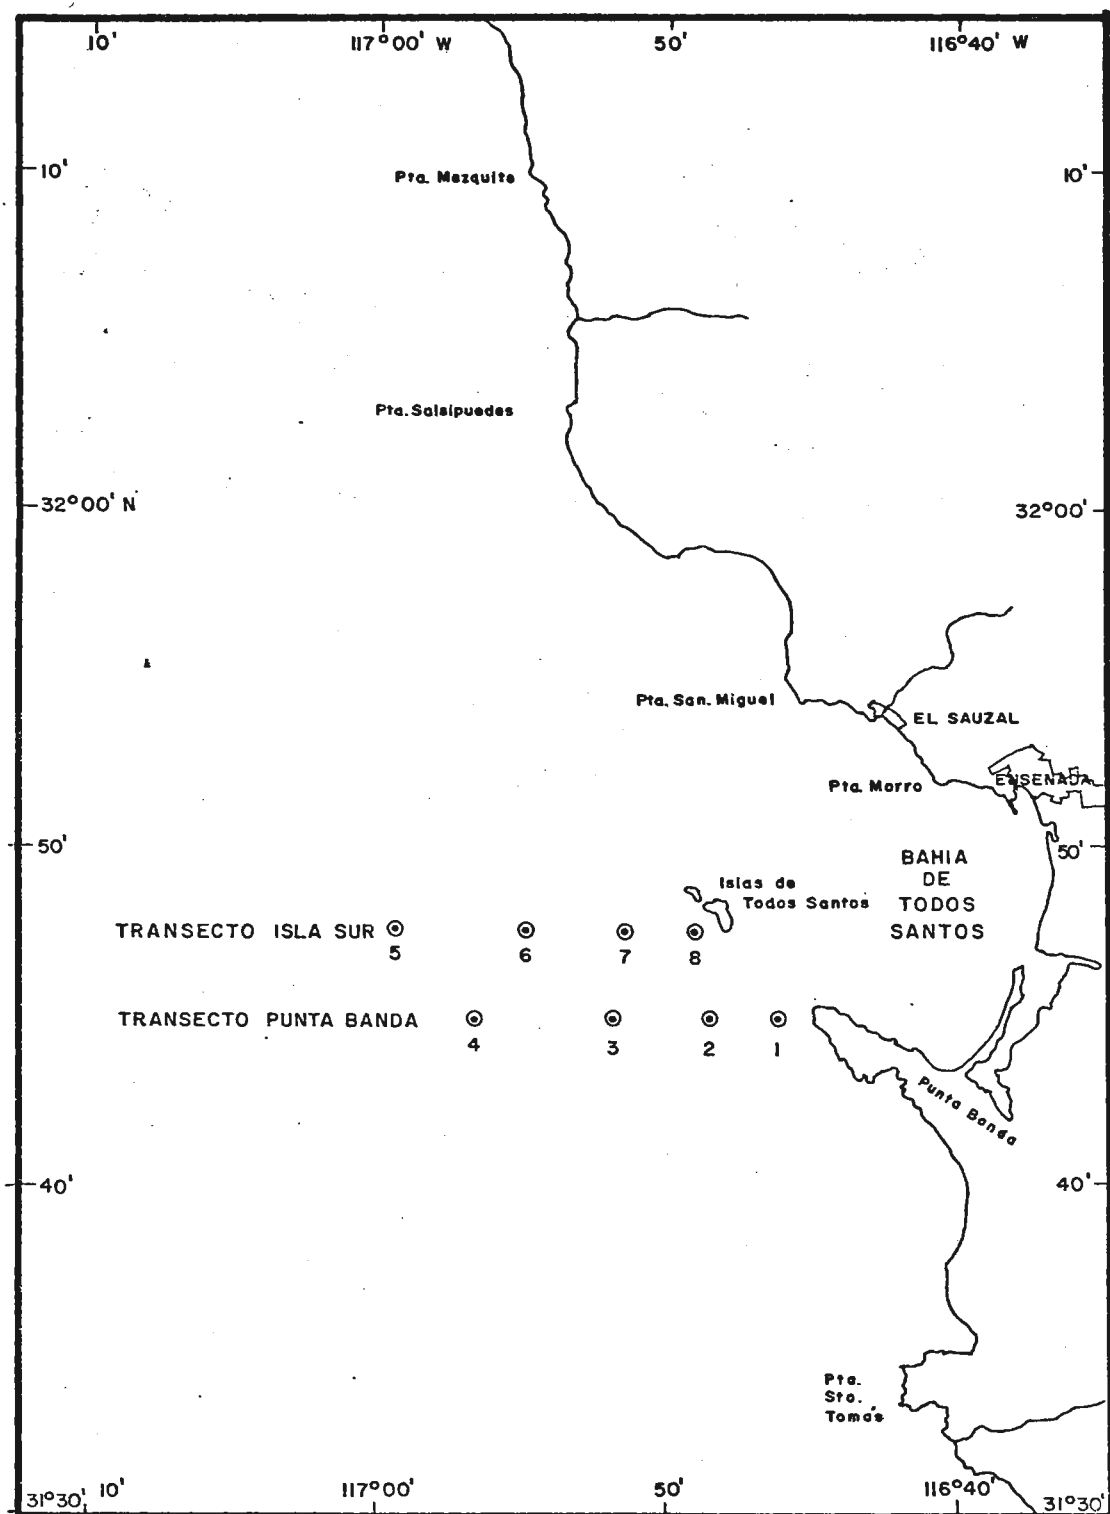 10' 117°00' W 50' 116°40' W
10' 10'
Pta. Mezquite
Pta. Salsipuedes
32°00' N 32°00'
Pta. San. Miguel
EL SAUZAL
Pta. Morro
ENSENADA
50' 50'
BAHIA
DE
TODOS
SANTOS
Islas de
Todos Santos
TRANSECTO ISLA SUR
5 6 7 8
TRANSECTO PUNTA BANDA
4 3 2 1
Punta Banda
40' 40'
Pta.
Sto.
Tomás
31°30' 10' 117°00' 50' 116°40' 31°30'